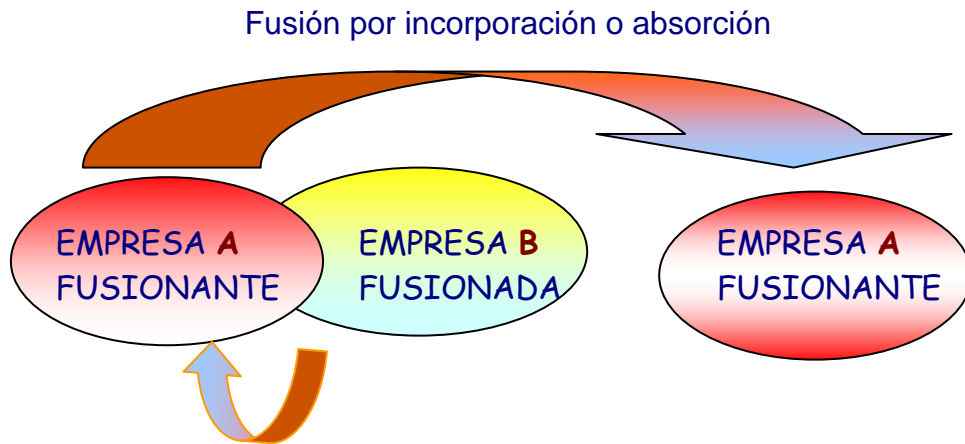 Fusión por incorporación o absorción
EMPRESA A
FUSIONANTE
EMPRESA B
FUSIONADA
EMPRESA A
FUSIONANTE